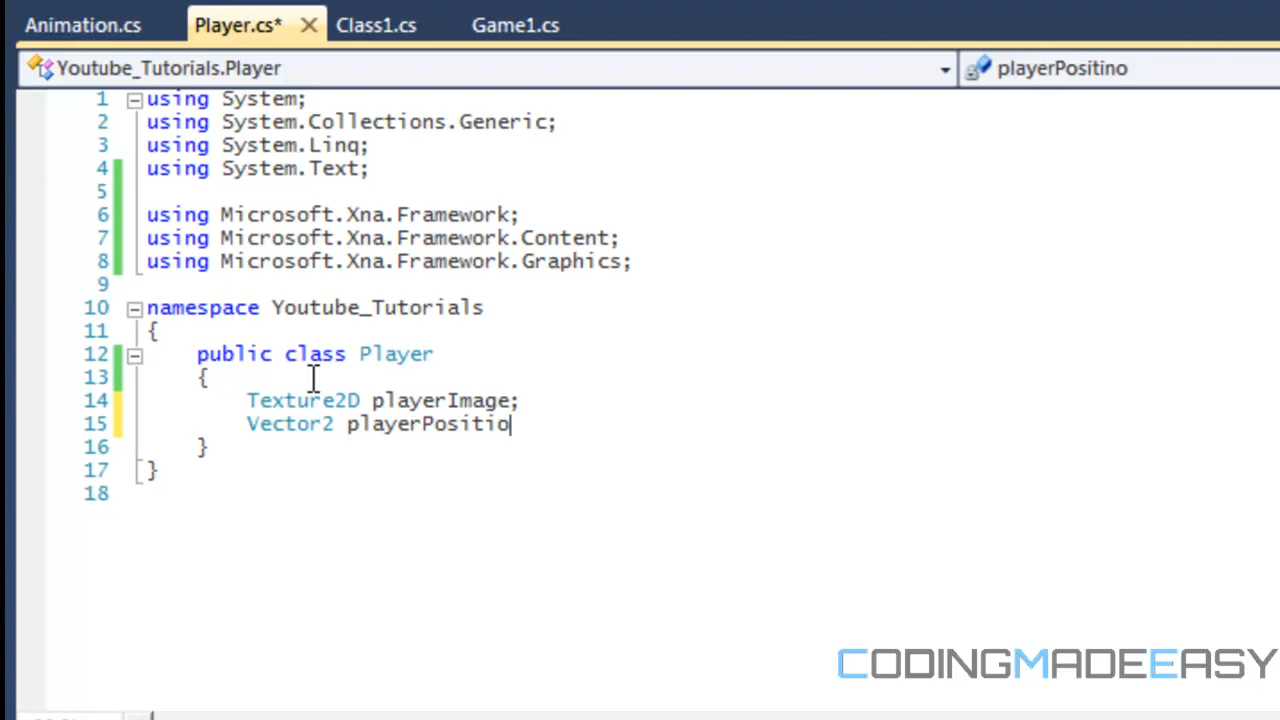 Animation.cs Player.cs* Class1.cs Game1.cs
Youtube_Tutorials.Player playerPositino
1 using System;
2 using System.Collections.Generic;
3 using System.Linq;
4 using System.Text;
5
6 using Microsoft.Xna.Framework;
7 using Microsoft.Xna.Framework.Content;
8 using Microsoft.Xna.Framework.Graphics;
9
10 namespace Youtube_Tutorials
11 {
12 public class Player
13 {
14 Texture2D playerImage;
15 Vector2 playerPositio
16 }
17 }
18
CODINGMADEEASY